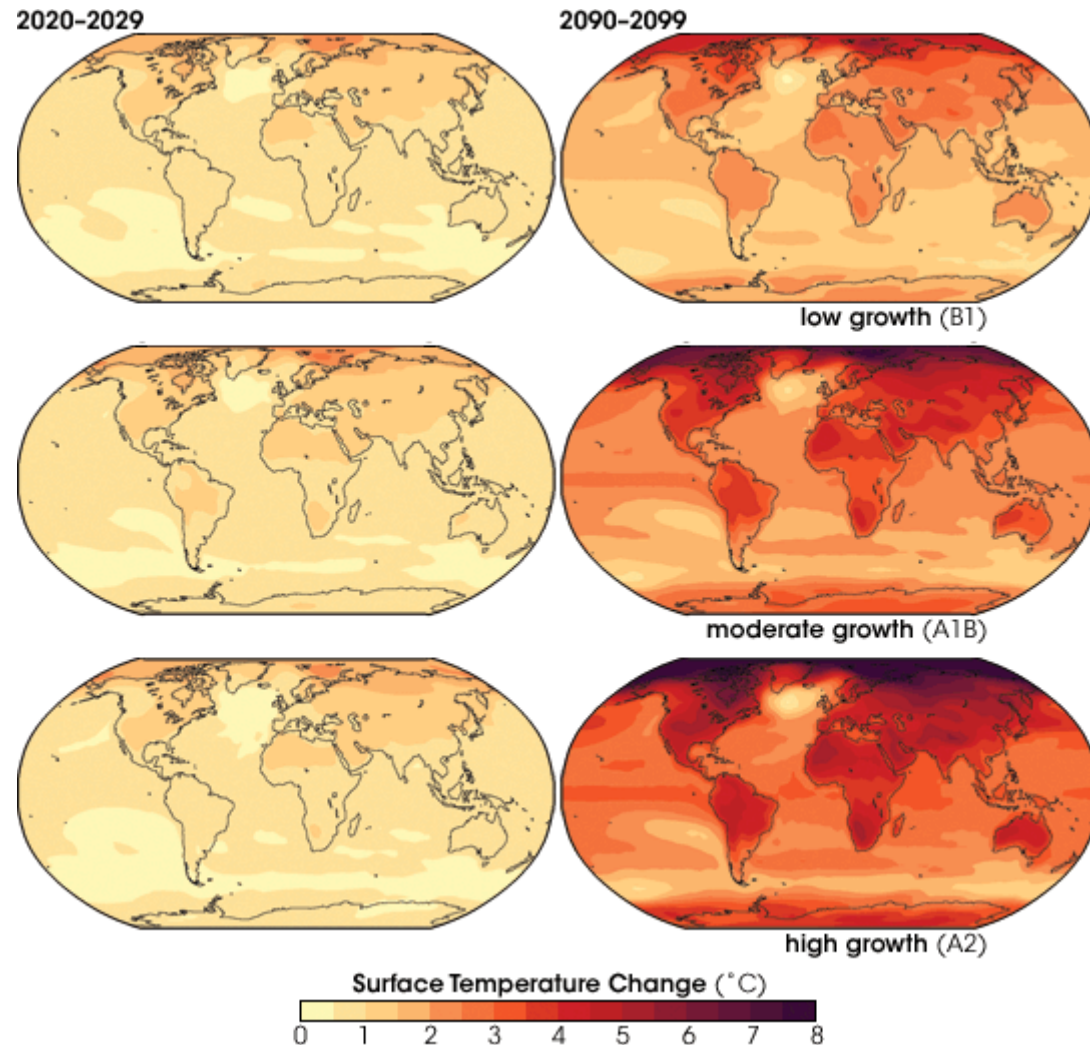 2020–2029
2090–2099
low growth (B1)
moderate growth (A1B)
high growth (A2)
Surface Temperature Change (˚C)
0 1 2 3 4 5 6 7 8